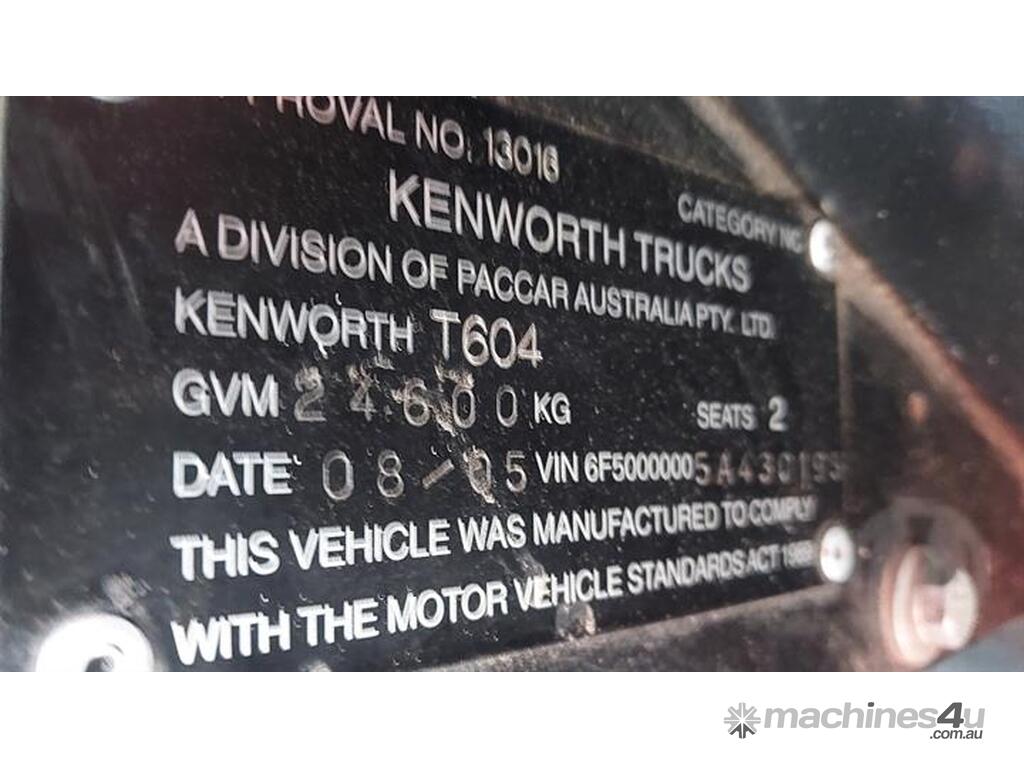 APPROVAL NO: 13016
CATEGORY NC
KENWORTH TRUCKS
A DIVISION OF PACCAR AUSTRALIA PTY. LTD.
KENWORTH T604
GVM 24600 KG SEATS 2
DATE 08-05 VIN
THIS VEHICLE WAS MANUFACTURED TO COMPLY
WITH THE MOTOR VEHICLE STANDARDS ACT 1989
machines4u
.com.au